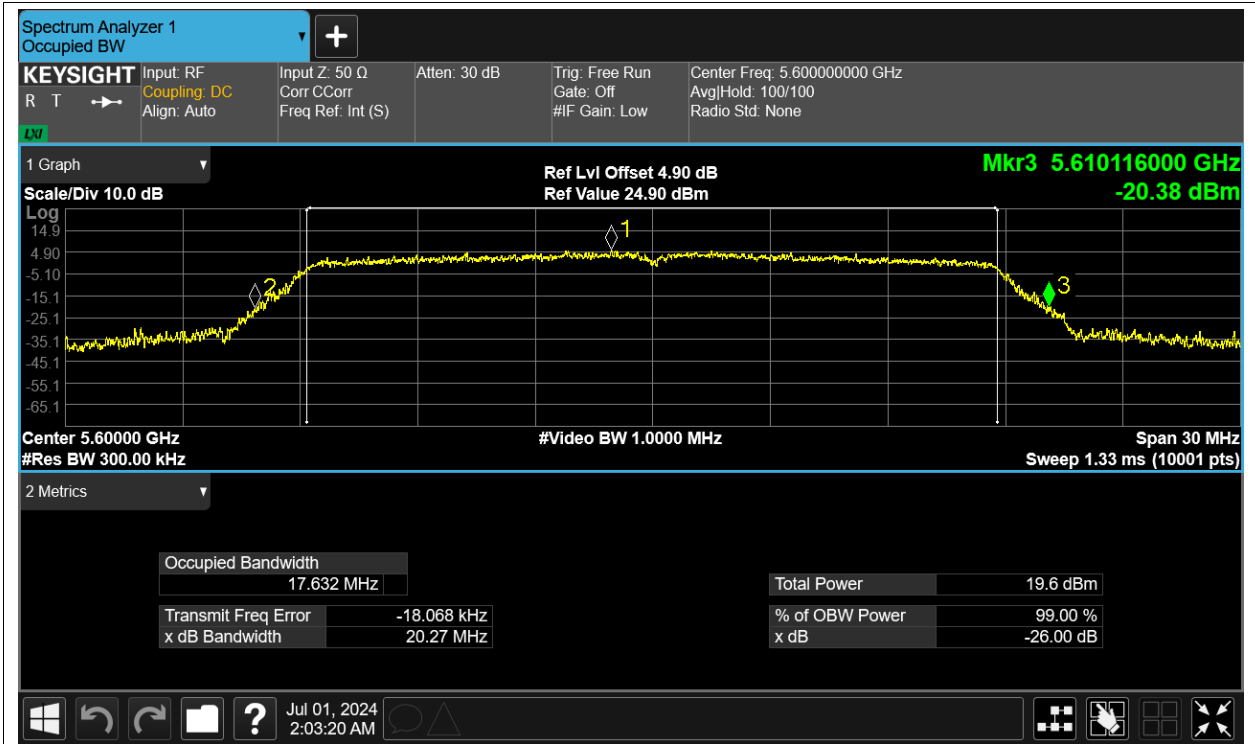 Spectrum Analyzer 1
Occupied BW
+
KEYSIGHT
R T
LXI
Input: RF
Coupling: DC
Align: Auto
Input Z: 50 Ω
Corr CCorr
Freq Ref: Int (S)
Atten: 30 dB
Trig: Free Run
Gate: Off
#IF Gain: Low
Center Freq: 5.600000000 GHz
Avg|Hold: 100/100
Radio Std: None
1 Graph
Scale/Div 10.0 dB
Ref Lvl Offset 4.90 dB
Ref Value 24.90 dBm
Mkr3 5.610116000 GHz
-20.38 dBm
Log
14.9
4.90
-5.10
-15.1
-25.1
-35.1
-45.1
-55.1
-65.1
1
2
3
Center 5.60000 GHz
#Video BW 1.0000 MHz
Span 30 MHz
#Res BW 300.00 kHz
Sweep 1.33 ms (10001 pts)
2 Metrics
Occupied Bandwidth
17.632 MHz
Transmit Freq Error -18.068 kHz
x dB Bandwidth 20.27 MHz
Total Power 19.6 dBm
% of OBW Power 99.00 %
x dB -26.00 dB
?
Jul 01, 2024
2:03:20 AM